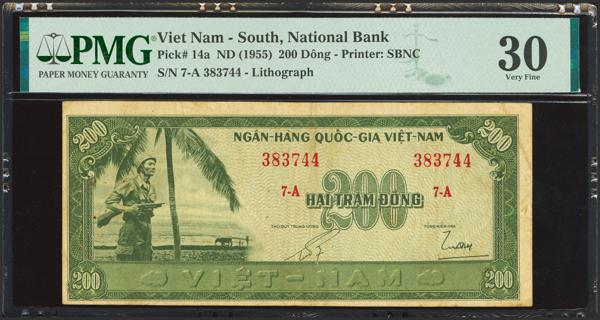 PMG
PAPER MONEY GUARANTY
Viet Nam - South, National Bank
Pick# 14a ND (1955) 200 Dông - Printer: SBNC
S/N 7-A 383744 - Lithograph
30
Very Fine
200
NGÂN-HÀNG QUỐC-GIA VIỆT-NAM
200
383744
383744
7-A
200
7-A
HAI TRĂM ĐỒNG
200
VIỆT-NAM
200